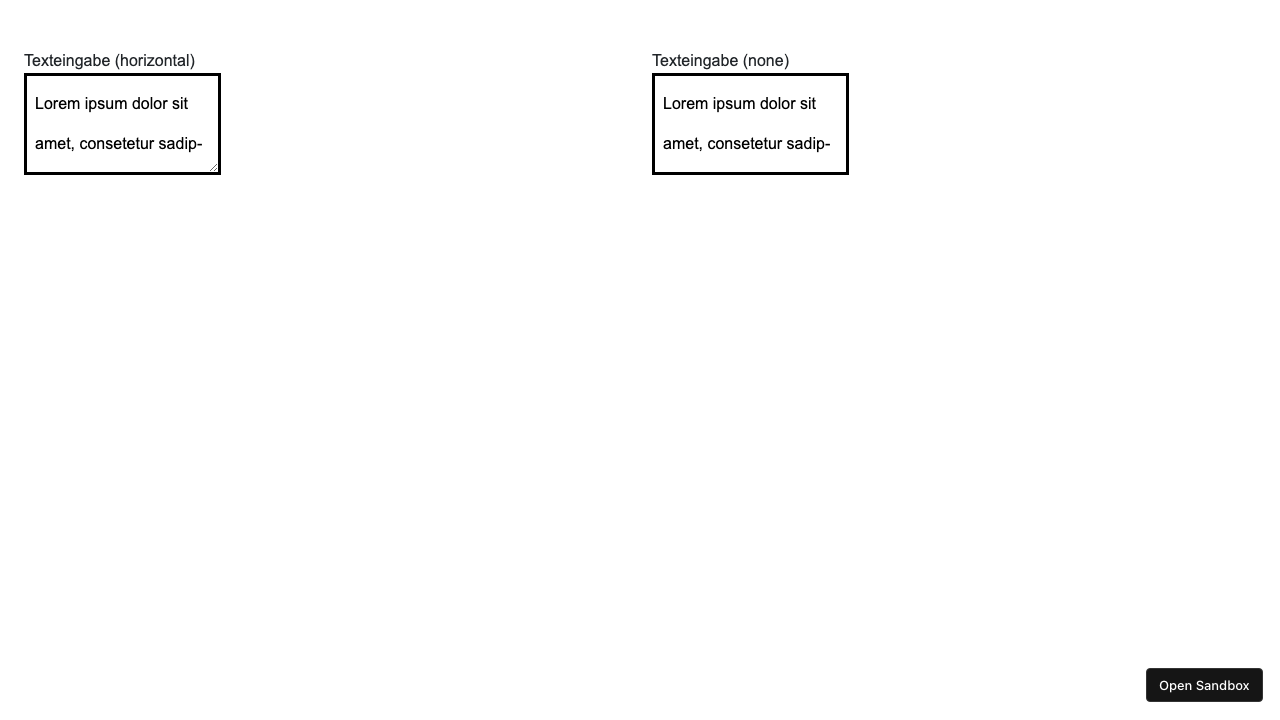 Texteingabe (horizontal)
Lorem ipsum dolor sit
amet, consetetur sadip-
Texteingabe (none)
Lorem ipsum dolor sit
amet, consetetur sadip-
Open Sandbox